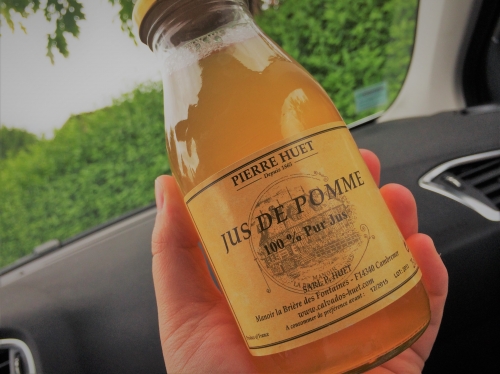 PIERRE HUET
Depuis 1865
JUS DE POMME
100 % Pur Jus
SARL P. HUET
Manoir la Brière des Fontaines - F14340 Cambremer
www.calvados-huet.com
A consommer de préférence avant :